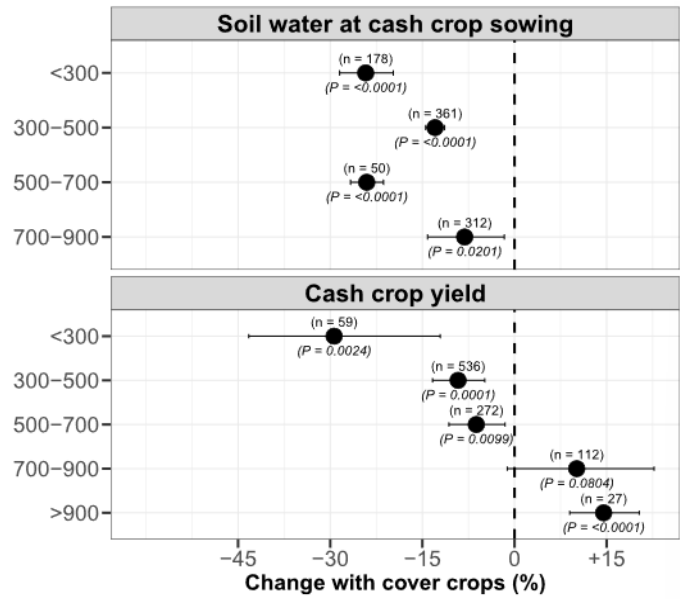 Soil water at cash crop sowing
<300
(n = 178)
(P = <0.0001)
300−500
(n = 361)
(P = <0.0001)
500−700
(n = 50)
(P = <0.0001)
700−900
(n = 312)
(P = 0.0201)
Cash crop yield
<300
(n = 59)
(P = 0.0024)
300−500
(n = 536)
(P = 0.0001)
500−700
(n = 272)
(P = 0.0099)
700−900
(n = 112)
(P = 0.0804)
>900
(n = 27)
(P = <0.0001)
−45 −30 −15 0 +15
Change with cover crops (%)